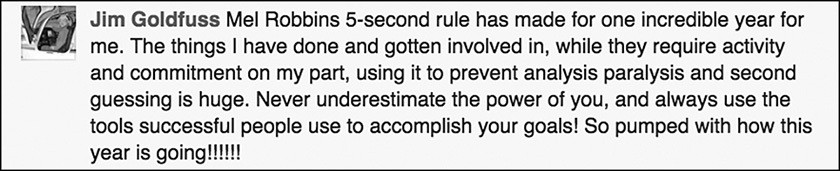 Jim Goldfuss Mel Robbins 5-second rule has made for one incredible year for
me. The things I have done and gotten involved in, while they require activity
and commitment on my part, using it to prevent analysis paralysis and second
guessing is huge. Never underestimate the power of you, and always use the
tools successful people use to accomplish your goals! So pumped with how this
year is going!!!!!!